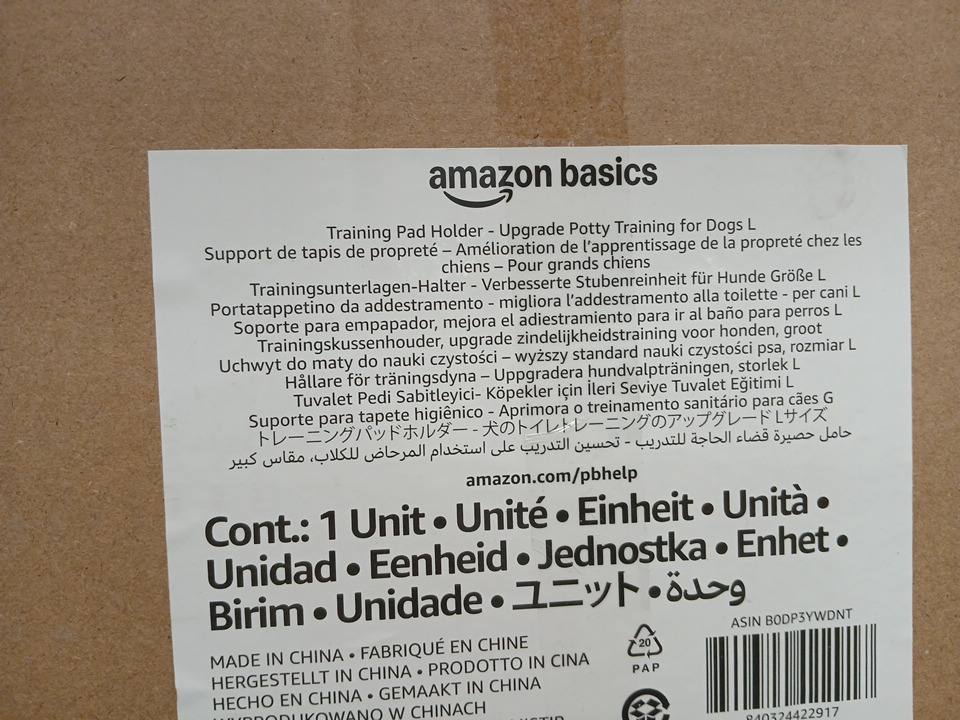 amazon basics
Training Pad Holder - Upgrade Potty Training for Dogs L
Support de tapis de propreté – Amélioration de l'apprentissage de la propreté chez les
chiens – Pour grands chiens
Trainingsunterlagen-Halter - Verbesserte Stubenreinheit für Hunde Größe L
Portatappetino da addestramento - migliora l'addestramento alla toilette - per cani L
Soporte para empapador, mejora el adiestramiento para ir al baño para perros L
Trainingskussenhouder, upgrade zindelijkheidstraining voor honden, groot
Uchwyt do maty do nauki czystości – wyższy standard nauki czystości psa, rozmiar L
Hållare för träningsdyna – Uppgradera hundvalpträningen, storlek L
Tuvalet Pedi Sabitleyici- Köpekler için İleri Seviye Tuvalet Eğitimi L
Suporte para tapete higiênico - Aprimora o treinamento sanitário para cães G
トレーニングパッドホルダー - 犬のトイレトレーニングのアップグレード Lサイズ
حامل حصيرة قضاء الحاجة للتدريب - تحسين التدريب على استخدام المرحاض للكلاب، مقاس كبير
amazon.com/pbhelp
Cont.: 1 Unit • Unité • Einheit • Unità •
Unidad • Eenheid • Jednostka • Enhet •
Birim • Unidade • ユニット • وحدة
ASIN B0DP3YWDNT
20
PAP
MADE IN CHINA • FABRIQUÉ EN CHINE
HERGESTELLT IN CHINA • PRODOTTO IN CINA
HECHO EN CHINA • GEMAAKT IN CHINA
WYPRODUKOWANO W CHINACH
840324422917